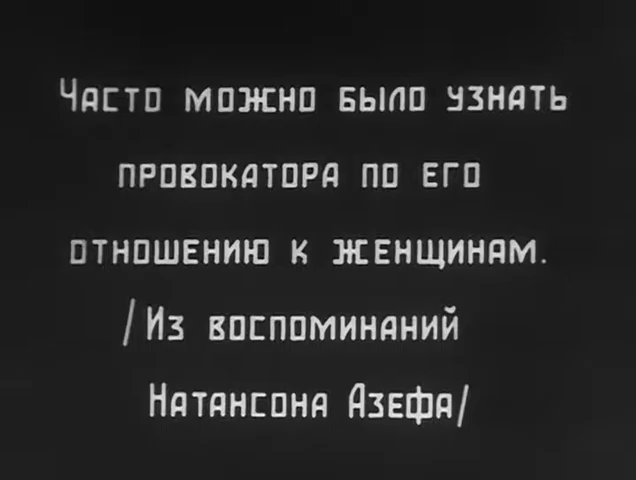 Часто можно было узнать
провокатора по его
отношению к женщинам.
/Из воспоминаний
Натансона Азефа/